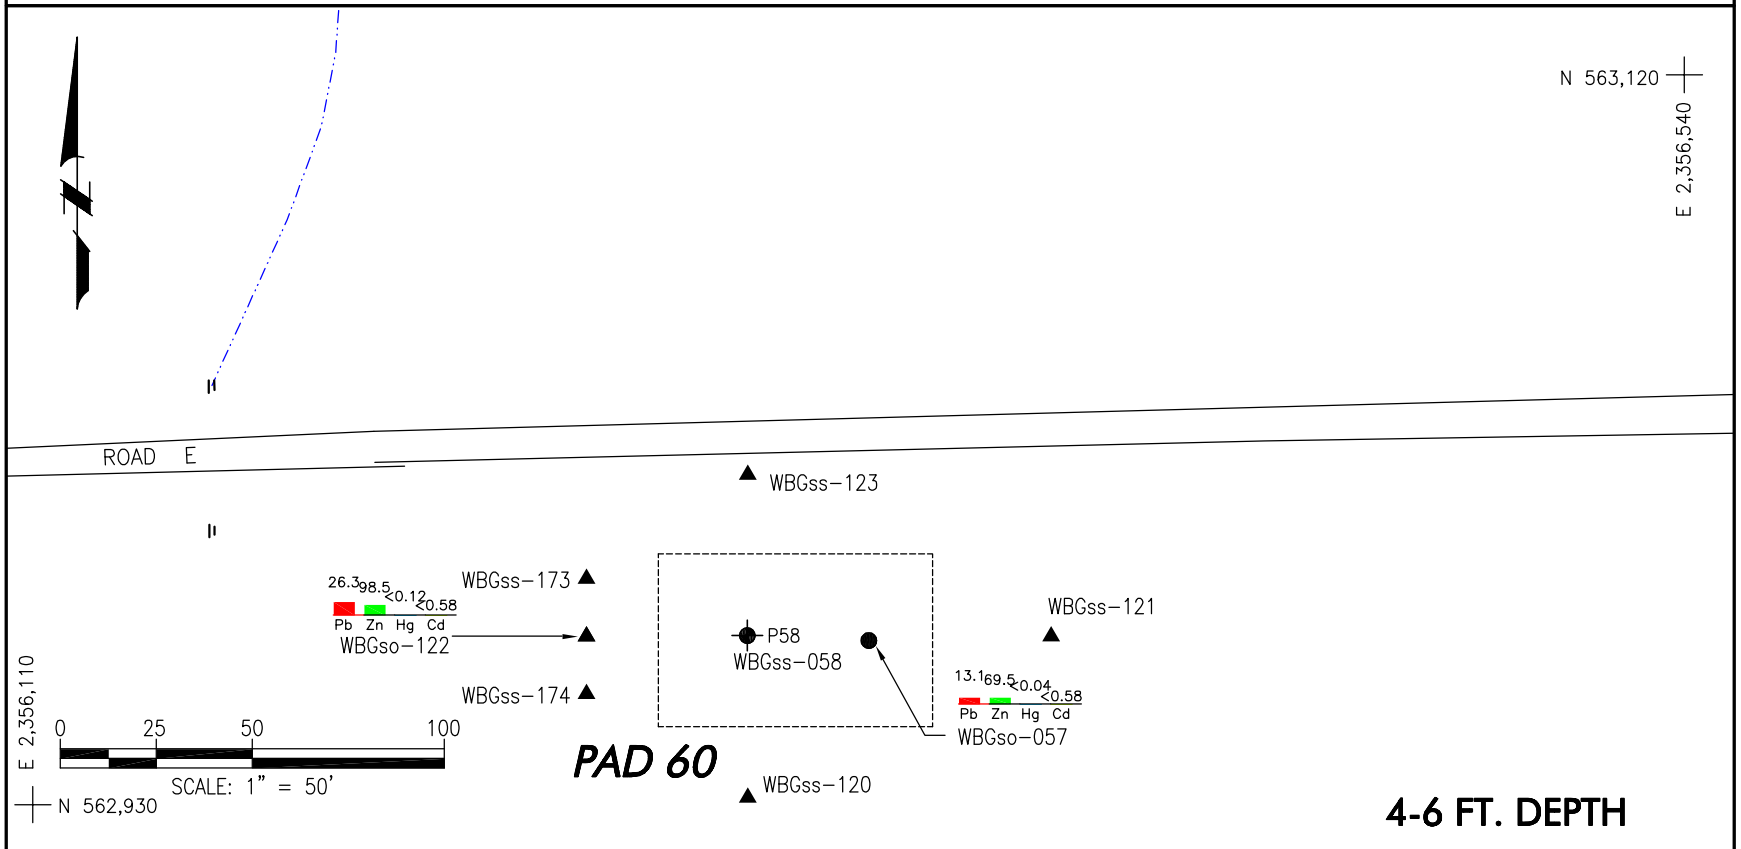 N 563,120
E 2,356,540
ROAD E
WBGss-123
WBGss-173
26.3 98.5 <0.12 <0.58
Pb Zn Hg Cd
WBGso-122
WBGss-121
P58
WBGss-058
WBGss-174
13.1 69.5 <0.04 <0.58
Pb Zn Hg Cd
WBGso-057
E 2,356,110
0 25 50 100
SCALE: 1" = 50'
N 562,930
PAD 60
WBGss-120
4-6 FT. DEPTH